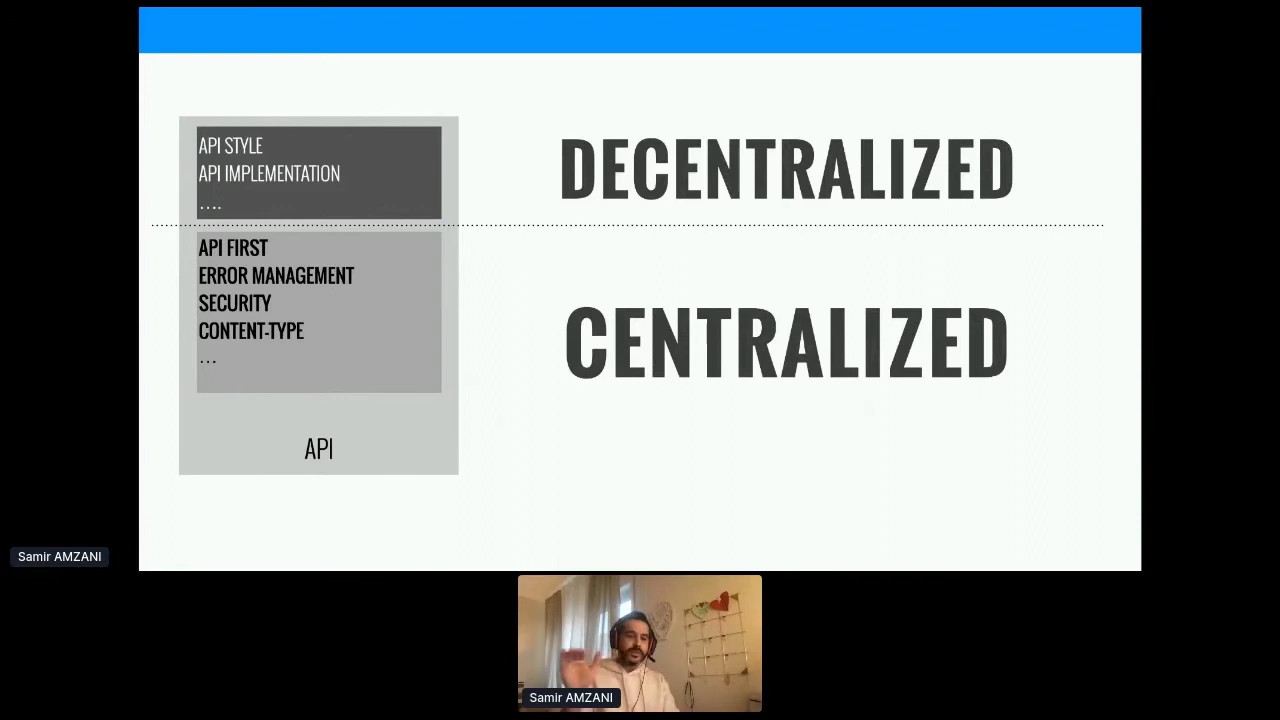 API STYLE
API IMPLEMENTATION
....
DECENTRALIZED
API FIRST
ERROR MANAGEMENT
SECURITY
CONTENT-TYPE
...
CENTRALIZED
API
Samir AMZANI
Samir AMZANI